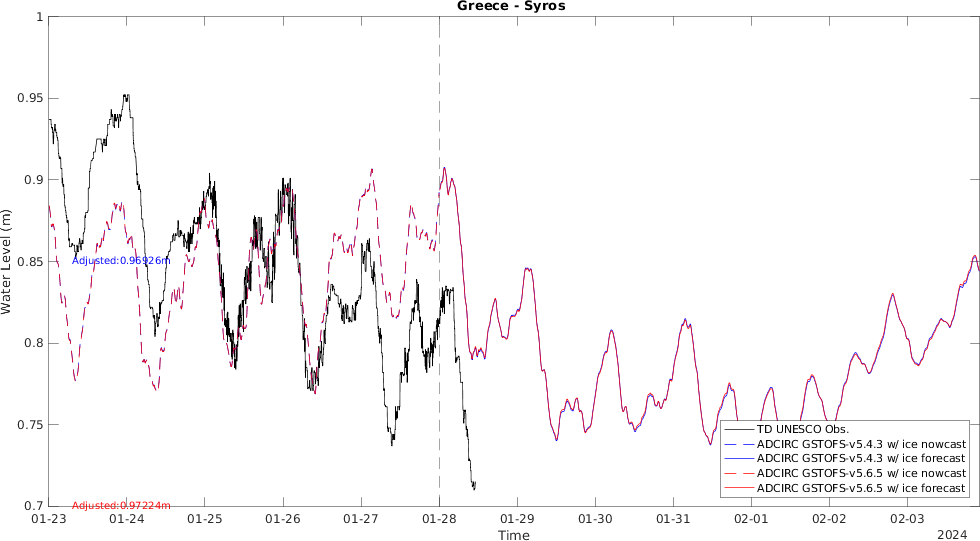 Greece - Syros
1
0.95
0.9
0.85
0.8
0.75
0.7
Water Level (m)
Adjusted:0.96926m
Adjusted:0.97224m
TD UNESCO Obs.
ADCIRC GSTOFS-v5.4.3 w/ ice nowcast
ADCIRC GSTOFS-v5.4.3 w/ ice forecast
ADCIRC GSTOFS-v5.6.5 w/ ice nowcast
ADCIRC GSTOFS-v5.6.5 w/ ice forecast
01-23 01-24 01-25 01-26 01-27 01-28 01-29 01-30 01-31 02-01 02-02 02-03
Time
2024